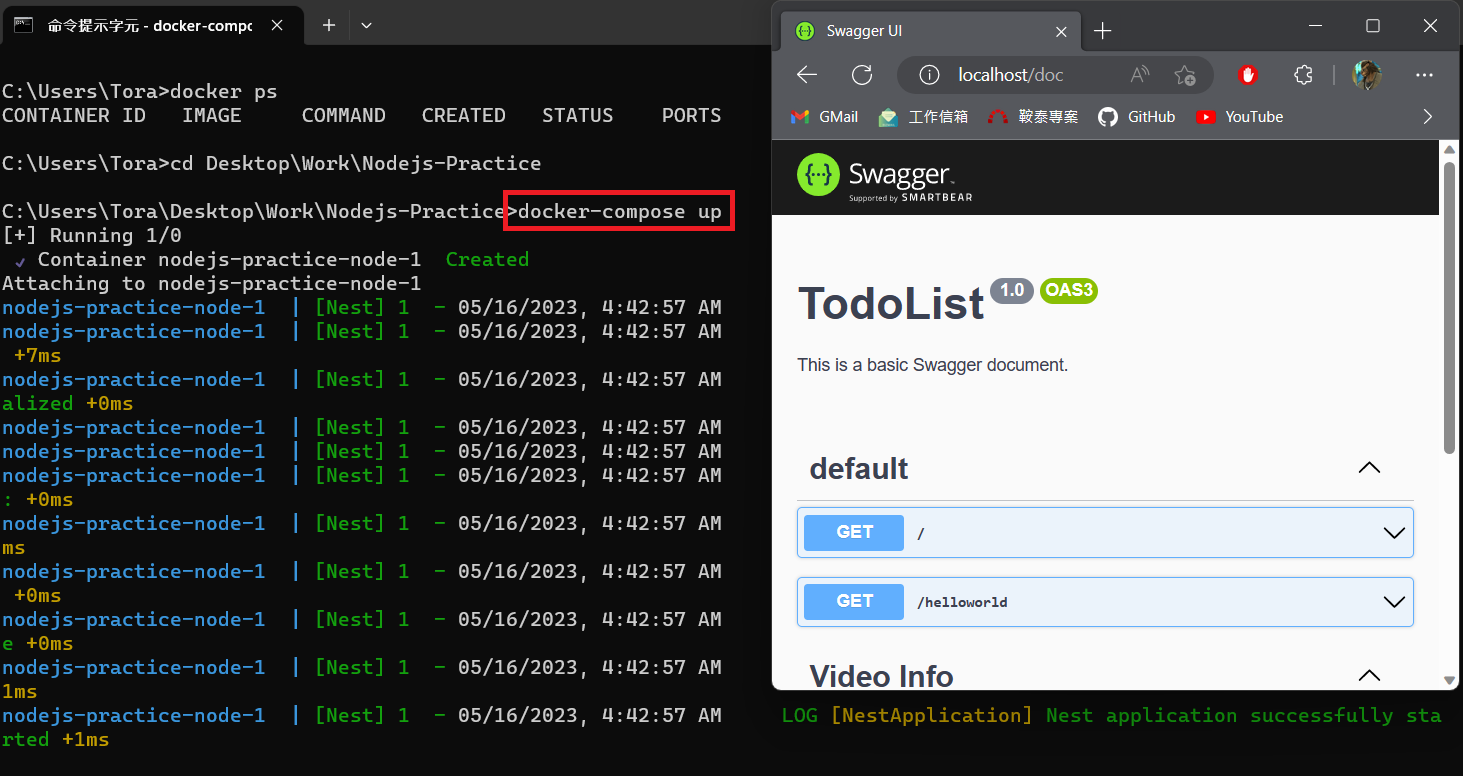 命令提示字元 - docker-compc
C:\Users\Tora>docker ps
CONTAINER ID   IMAGE     COMMAND   CREATED   STATUS    PORTS
C:\Users\Tora>cd Desktop\Work\Nodejs-Practice
C:\Users\Tora\Desktop\Work\Nodejs-Practice>docker-compose up
[+] Running 1/0
✓ Container nodejs-practice-node-1  Created
Attaching to nodejs-practice-node-1
nodejs-practice-node-1  | [Nest] 1  - 05/16/2023, 4:42:57 AM
nodejs-practice-node-1  | [Nest] 1  - 05/16/2023, 4:42:57 AM
+7ms
nodejs-practice-node-1  | [Nest] 1  - 05/16/2023, 4:42:57 AM
alized +0ms
nodejs-practice-node-1  | [Nest] 1  - 05/16/2023, 4:42:57 AM
nodejs-practice-node-1  | [Nest] 1  - 05/16/2023, 4:42:57 AM
nodejs-practice-node-1  | [Nest] 1  - 05/16/2023, 4:42:57 AM
: +0ms
nodejs-practice-node-1  | [Nest] 1  - 05/16/2023, 4:42:57 AM
ms
nodejs-practice-node-1  | [Nest] 1  - 05/16/2023, 4:42:57 AM
+0ms
nodejs-practice-node-1  | [Nest] 1  - 05/16/2023, 4:42:57 AM
e +0ms
nodejs-practice-node-1  | [Nest] 1  - 05/16/2023, 4:42:57 AM
1ms
nodejs-practice-node-1  | [Nest] 1  - 05/16/2023, 4:42:57 AM     LOG [NestApplication] Nest application successfully sta
rted +1ms
Swagger UI
localhost/doc
GMail 工作信箱 鞍泰專案 GitHub YouTube
Swagger
Supported by SMARTBEAR
TodoList 1.0 OAS3
This is a basic Swagger document.
default
GET /
GET /helloworld
Video Info